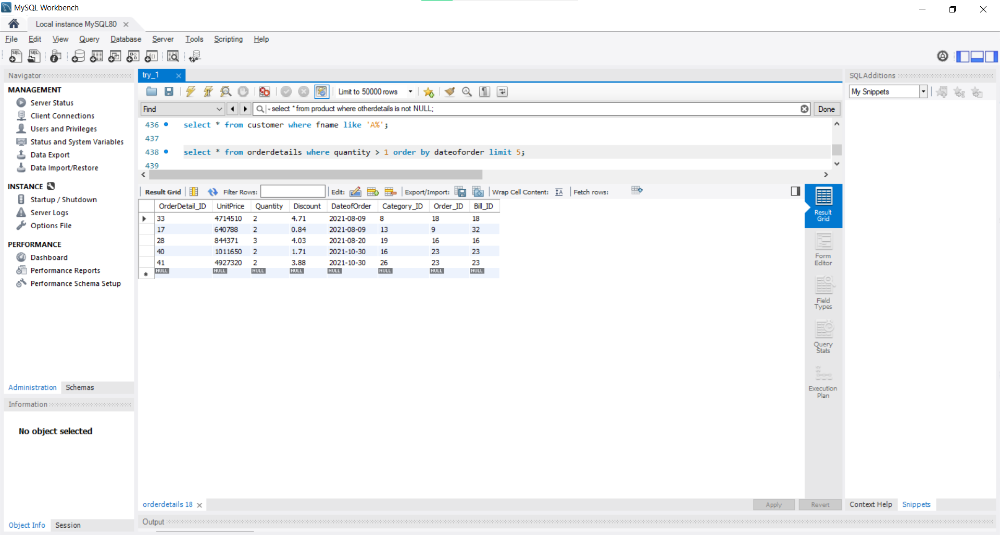 MySQL Workbench
Local instance MySQL80
File Edit View Query Database Server Tools Scripting Help
Navigator
MANAGEMENT
Server Status
Client Connections
Users and Privileges
Status and System Variables
Data Export
Data Import/Restore
INSTANCE
Startup / Shutdown
Server Logs
Options File
PERFORMANCE
Dashboard
Performance Reports
Performance Schema Setup
Administration Schemas
Information
No object selected
Object Info Session
try_1
Limit to 50000 rows
Find select * from product where otherdetails is not NULL; Done
436 select * from customer where fname like 'A%';
437
438 select * from orderdetails where quantity > 1 order by dateoforder limit 5;
439
Result Grid Filter Rows: Edit: Export/Import: Wrap Cell Content: Fetch rows:
OrderDetail_ID UnitPrice Quantity Discount DateofOrder Category_ID Order_ID Bill_ID
33 4714510 2 4.71 2021-08-09 8 18 18
17 640788 2 0.84 2021-08-09 13 9 32
28 844371 3 4.03 2021-08-20 19 16 16
40 1011650 2 1.71 2021-10-30 16 23 23
41 4927320 2 3.88 2021-10-30 26 23 23
NULL NULL NULL NULL NULL NULL NULL NULL
Result
Grid
Form
Editor
Field
Types
Query
Stats
Execution
Plan
orderdetails 18
Apply Revert
Output
SQLAdditions
My Snippets
Context Help Snippets